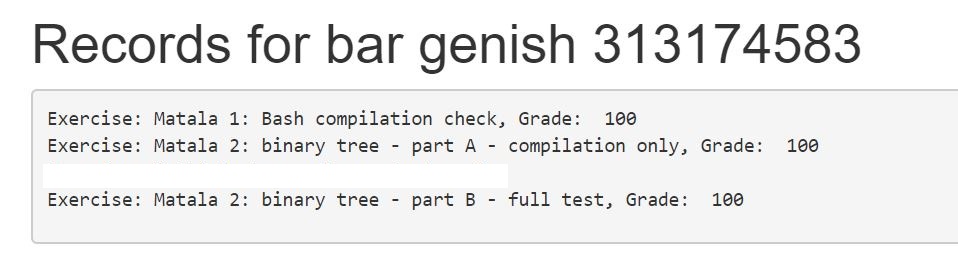 Records for bar genish 313174583
Exercise: Matala 1: Bash compilation check, Grade:  100
Exercise: Matala 2: binary tree - part A - compilation only, Grade:  100
Exercise: Matala 2: binary tree - part B - full test, Grade:  100